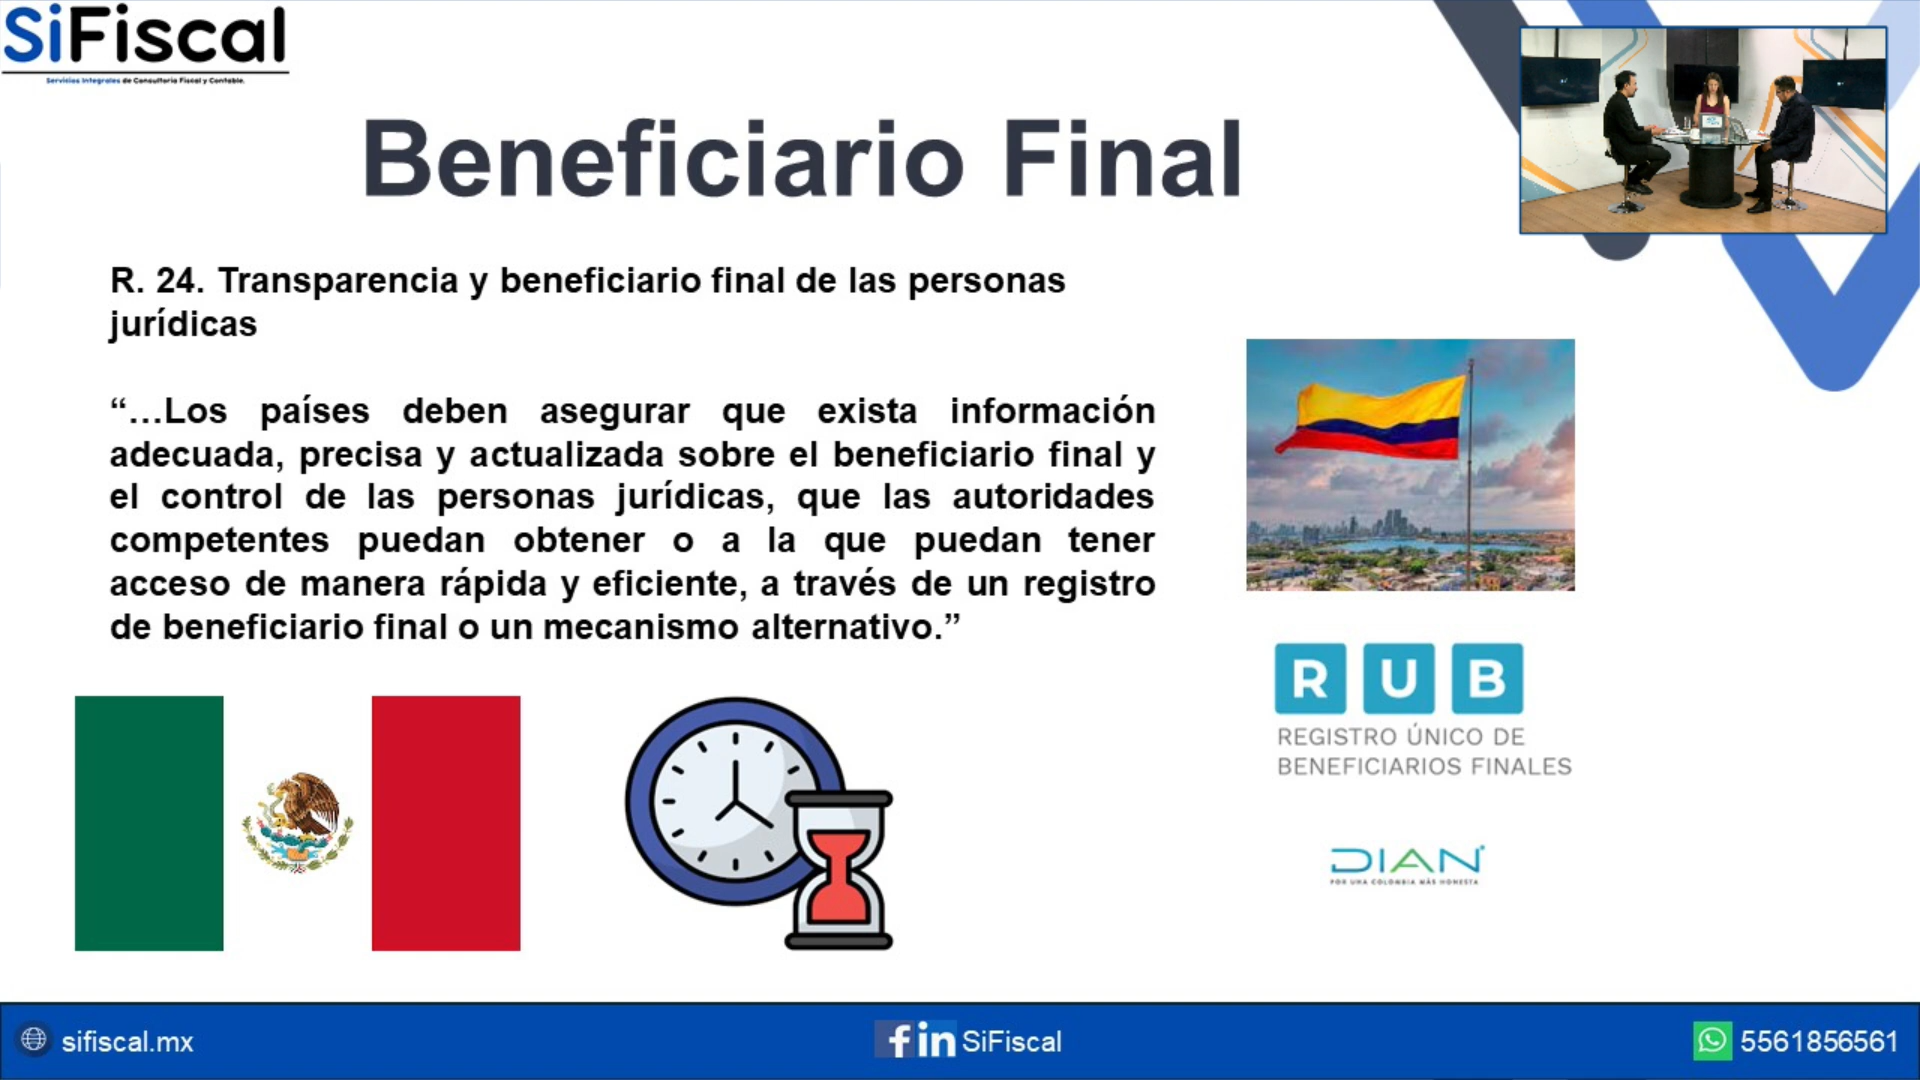 SiFiscal
Servicios Integrales de Consultoría Fiscal y Contable.
Beneficiario Final
R. 24. Transparencia y beneficiario final de las personas
jurídicas
“…Los países deben asegurar que exista información
adecuada, precisa y actualizada sobre el beneficiario final y
el control de las personas jurídicas, que las autoridades
competentes puedan obtener o a la que puedan tener
acceso de manera rápida y eficiente, a través de un registro
de beneficiario final o un mecanismo alternativo.”
R U B
REGISTRO ÚNICO DE
BENEFICIARIOS FINALES
DIAN
POR UNA COLOMBIA MÁS HONESTA
sifiscal.mx
f in SiFiscal
5561856561